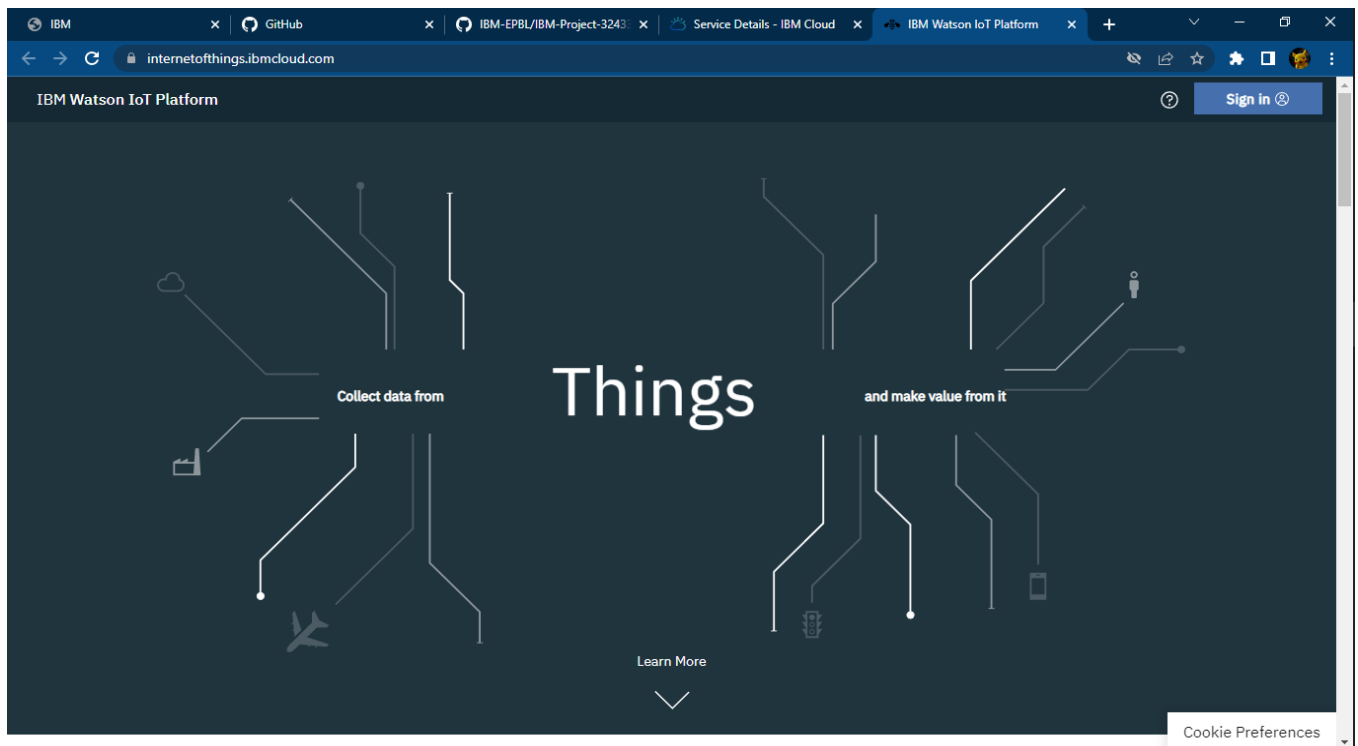 IBM
GitHub
IBM-EPBL/IBM-Project-3243
Service Details - IBM Cloud
IBM Watson IoT Platform
internetofthings.ibmcloud.com
IBM Watson IoT Platform
Sign in
Collect data from
Things
and make value from it
Learn More
Cookie Preferences